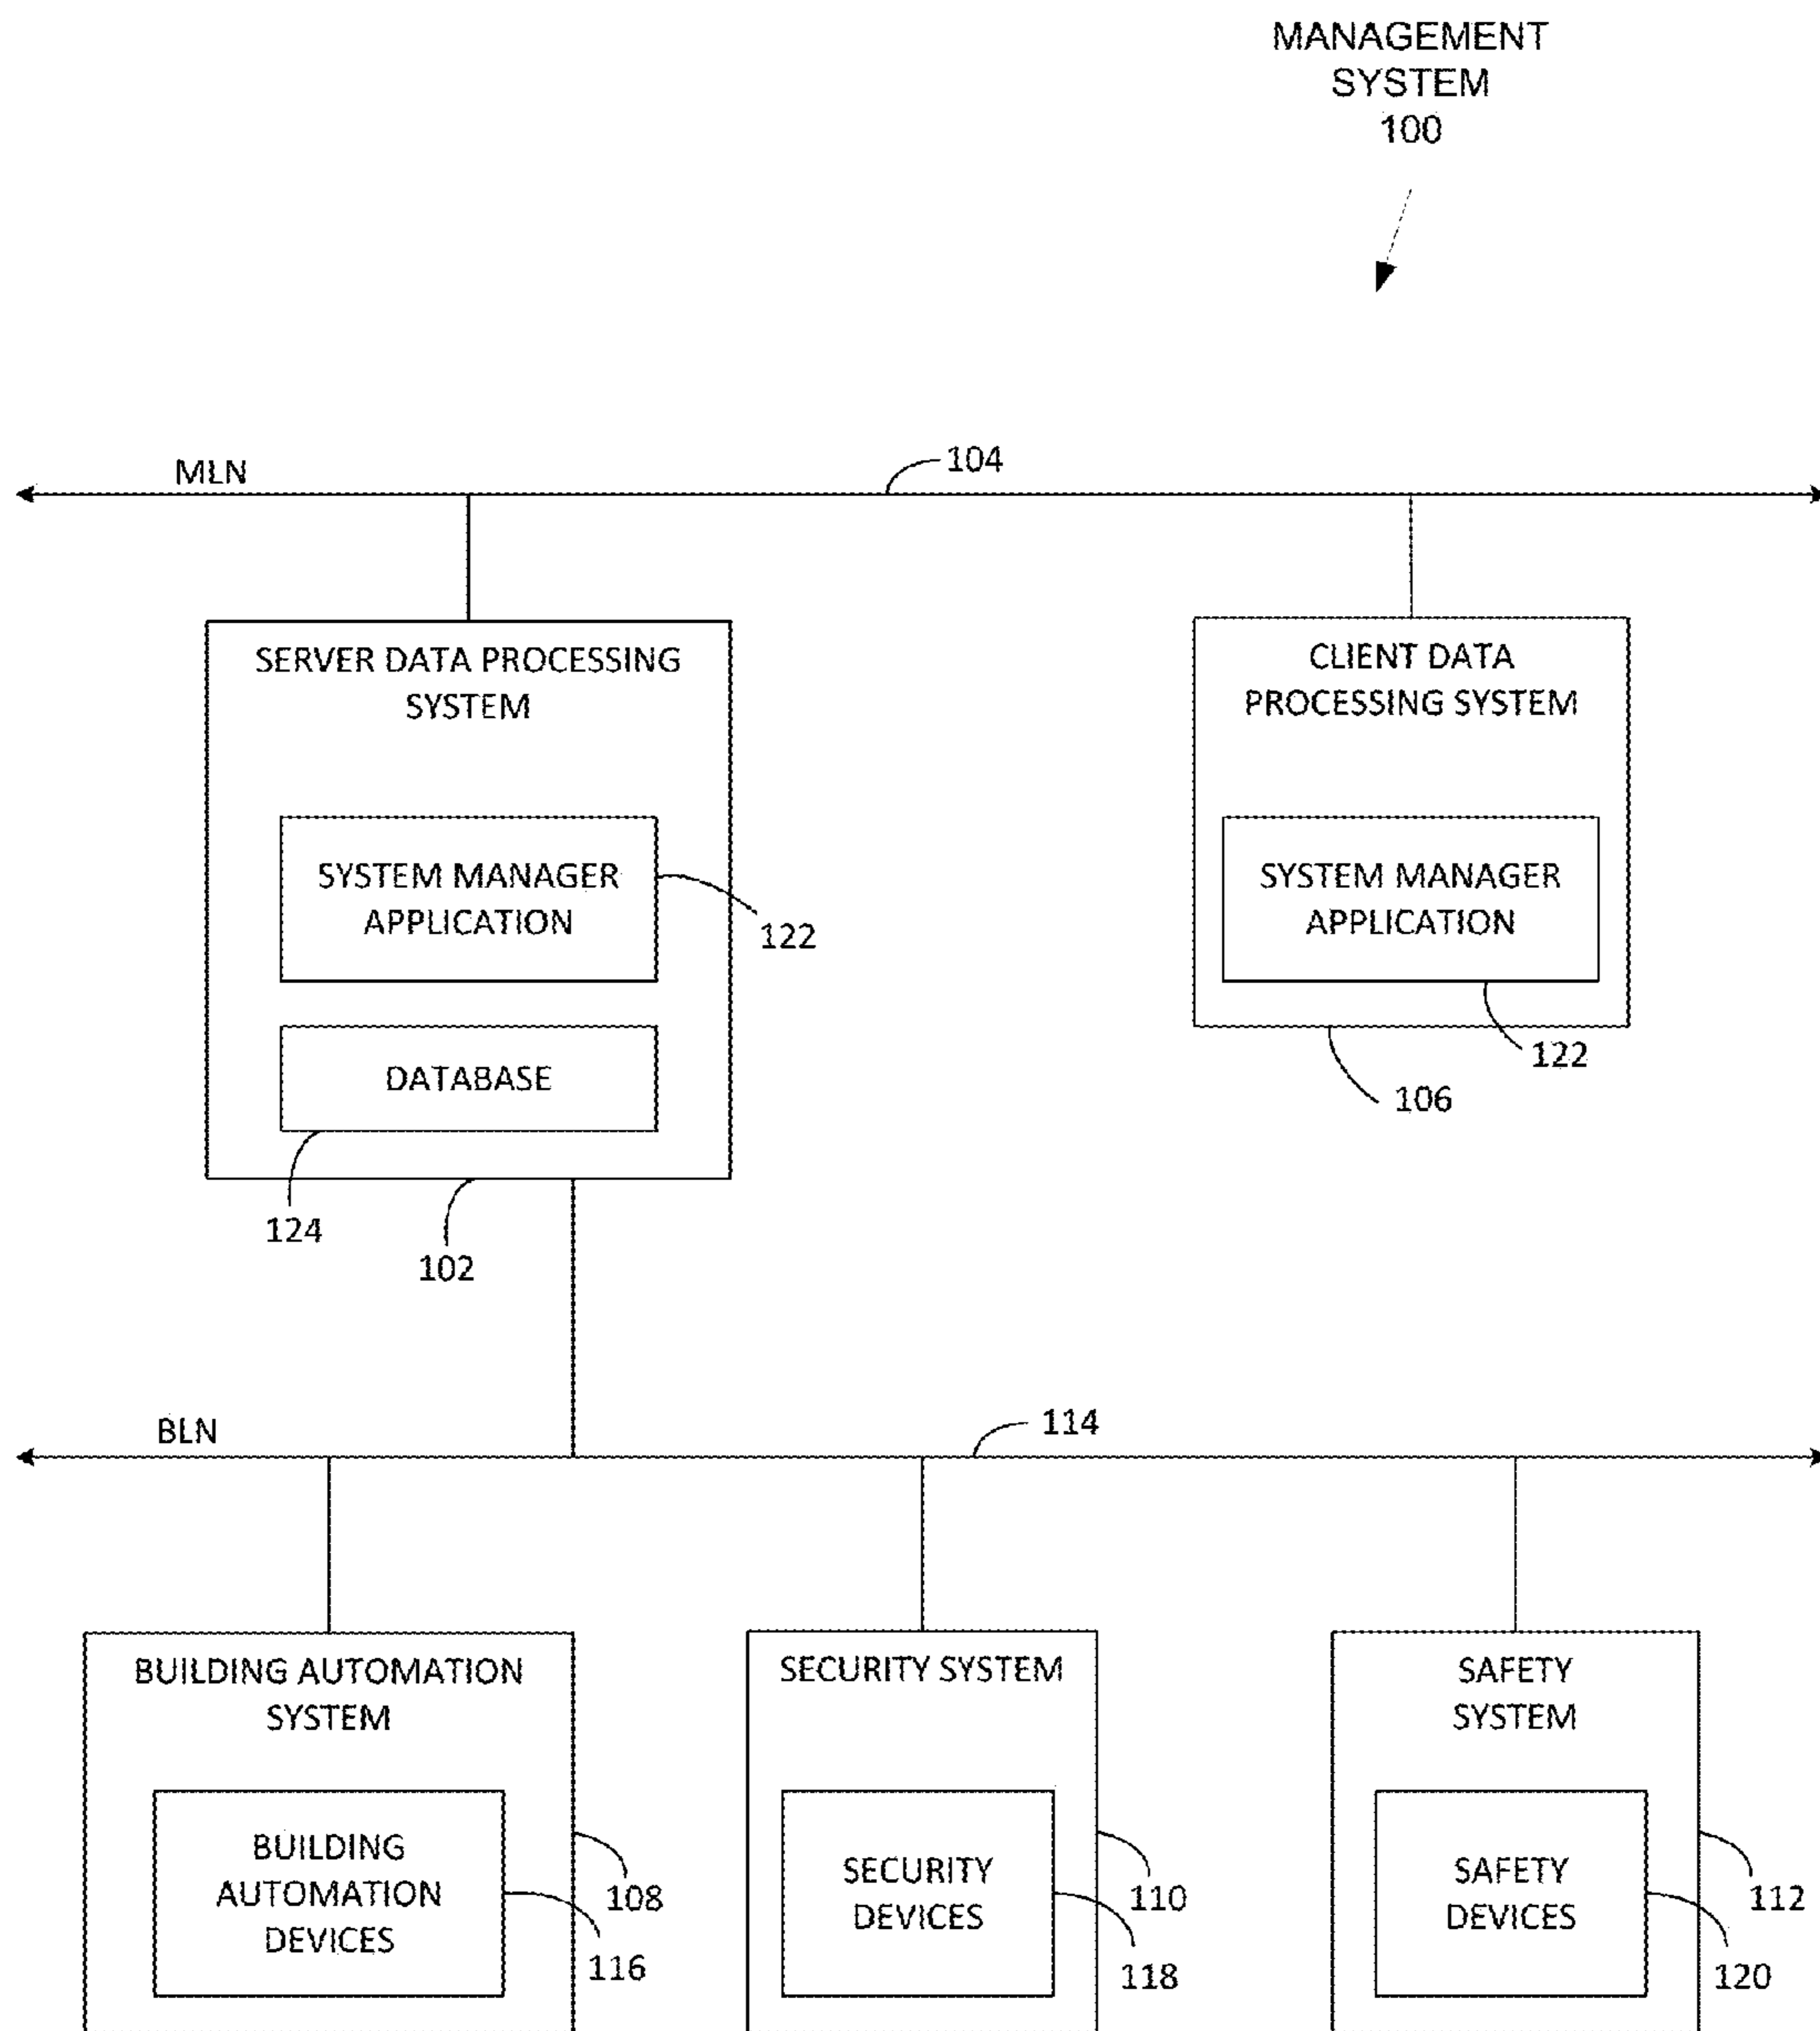 MANAGEMENT
SYSTEM
100
MLN
104
SERVER DATA PROCESSING
SYSTEM
SYSTEM MANAGER
APPLICATION
122
DATABASE
124
102
CLIENT DATA
PROCESSING SYSTEM
SYSTEM MANAGER
APPLICATION
122
106
BLN
114
BUILDING AUTOMATION
SYSTEM
BUILDING
AUTOMATION
DEVICES
108
116
SECURITY SYSTEM
SECURITY
DEVICES
110
118
SAFETY
SYSTEM
SAFETY
DEVICES
112
120